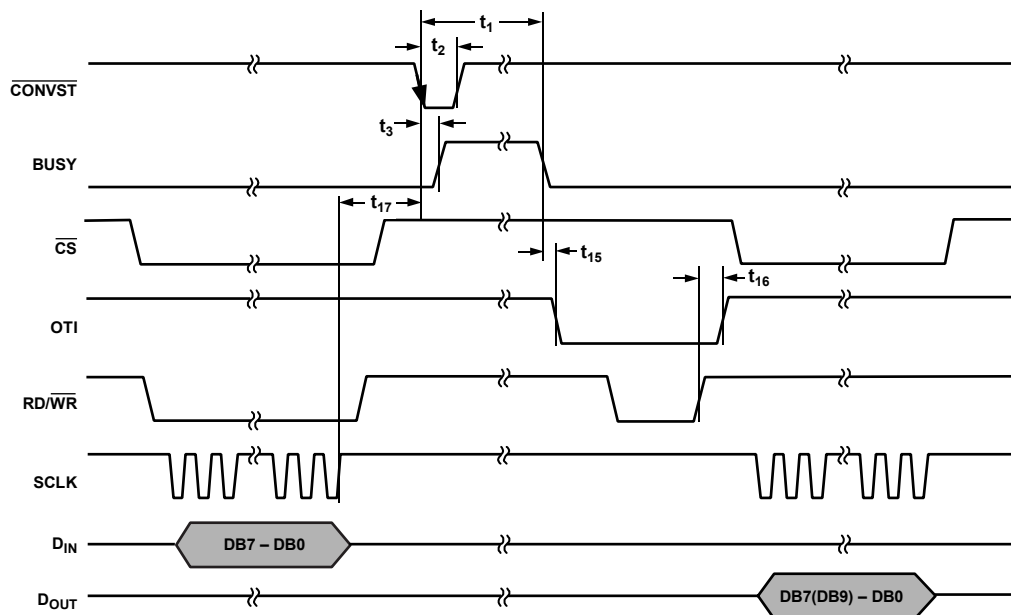 t1
t2
CONVST
t3
BUSY
t17
CS
t15
t16
OTI
RD/WR
SCLK
DIN
DB7 – DB0
DOUT
DB7(DB9) – DB0